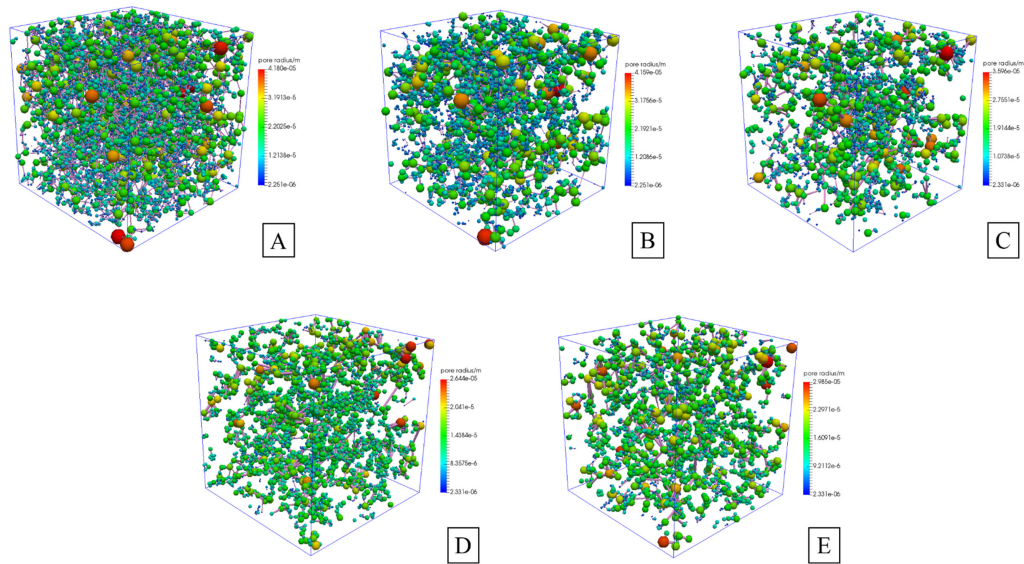 pore radius/m
4.180e-05
3.1913e-5
2.2025e-5
1.2138e-5
2.251e-06
A
pore radius/m
4.159e-05
3.1756e-5
2.1921e-5
1.2086e-5
2.251e-06
B
pore radius/m
3.596e-05
2.7551e-5
1.9144e-5
1.0738e-5
2.331e-06
C
pore radius/m
2.644e-05
2.041e-5
1.4384e-5
8.3575e-6
2.331e-06
D
pore radius/m
2.985e-05
2.2971e-5
1.6091e-5
9.2112e-6
2.331e-06
E